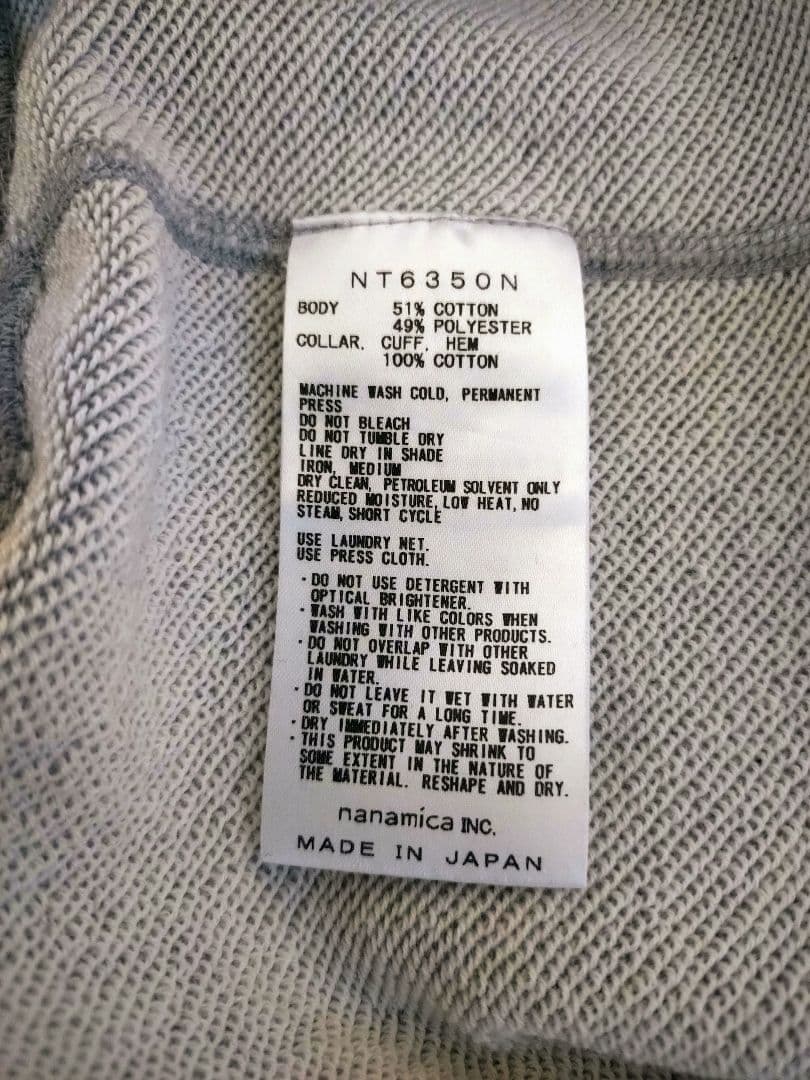 NT6350N
BODY 51% COTTON
49% POLYESTER
COLLAR, CUFF, HEM
100% COTTON
MACHINE WASH COLD, PERMANENT
PRESS
DO NOT BLEACH
DO NOT TUMBLE DRY
LINE DRY IN SHADE
IRON, MEDIUM
DRY CLEAN, PETROLEUM SOLVENT ONLY
REDUCED MOISTURE, LOW HEAT, NO
STEAM, SHORT CYCLE
USE LAUNDRY NET.
USE PRESS CLOTH.
・DO NOT USE DETERGENT WITH
OPTICAL BRIGHTENER.
・WASH WITH LIKE COLORS WHEN
WASHING WITH OTHER PRODUCTS.
・DO NOT OVERLAP WITH OTHER
LAUNDRY WHILE LEAVING SOAKED
IN WATER.
・DO NOT LEAVE IT WET WITH WATER
OR SWEAT FOR A LONG TIME.
・DRY IMMEDIATELY AFTER WASHING.
・THIS PRODUCT MAY SHRINK TO
SOME EXTENT IN THE NATURE OF
THE MATERIAL. RESHAPE AND DRY.
nanamica INC.
MADE IN JAPAN